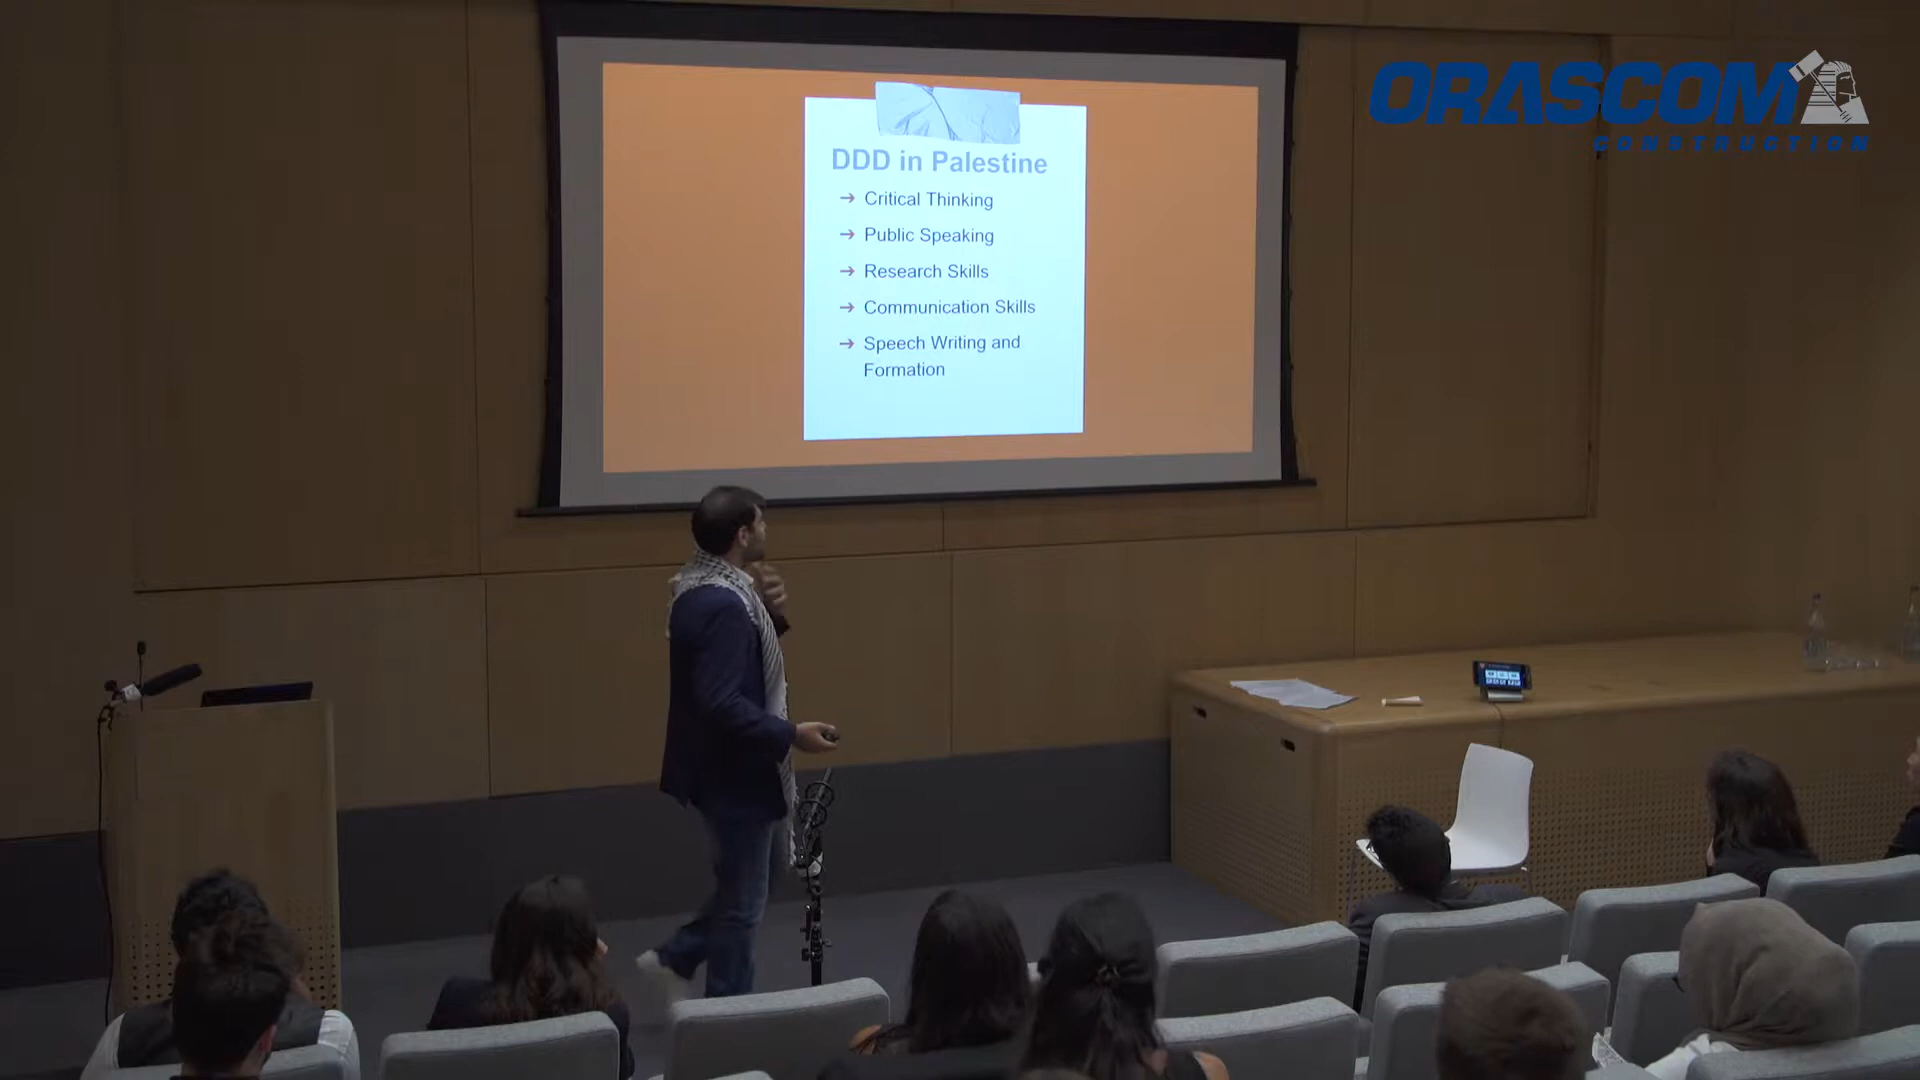 ORASCOM
CONSTRUCTION
DDD in Palestine
➔ Critical Thinking
➔ Public Speaking
➔ Research Skills
➔ Communication Skills
➔ Speech Writing and
Formation